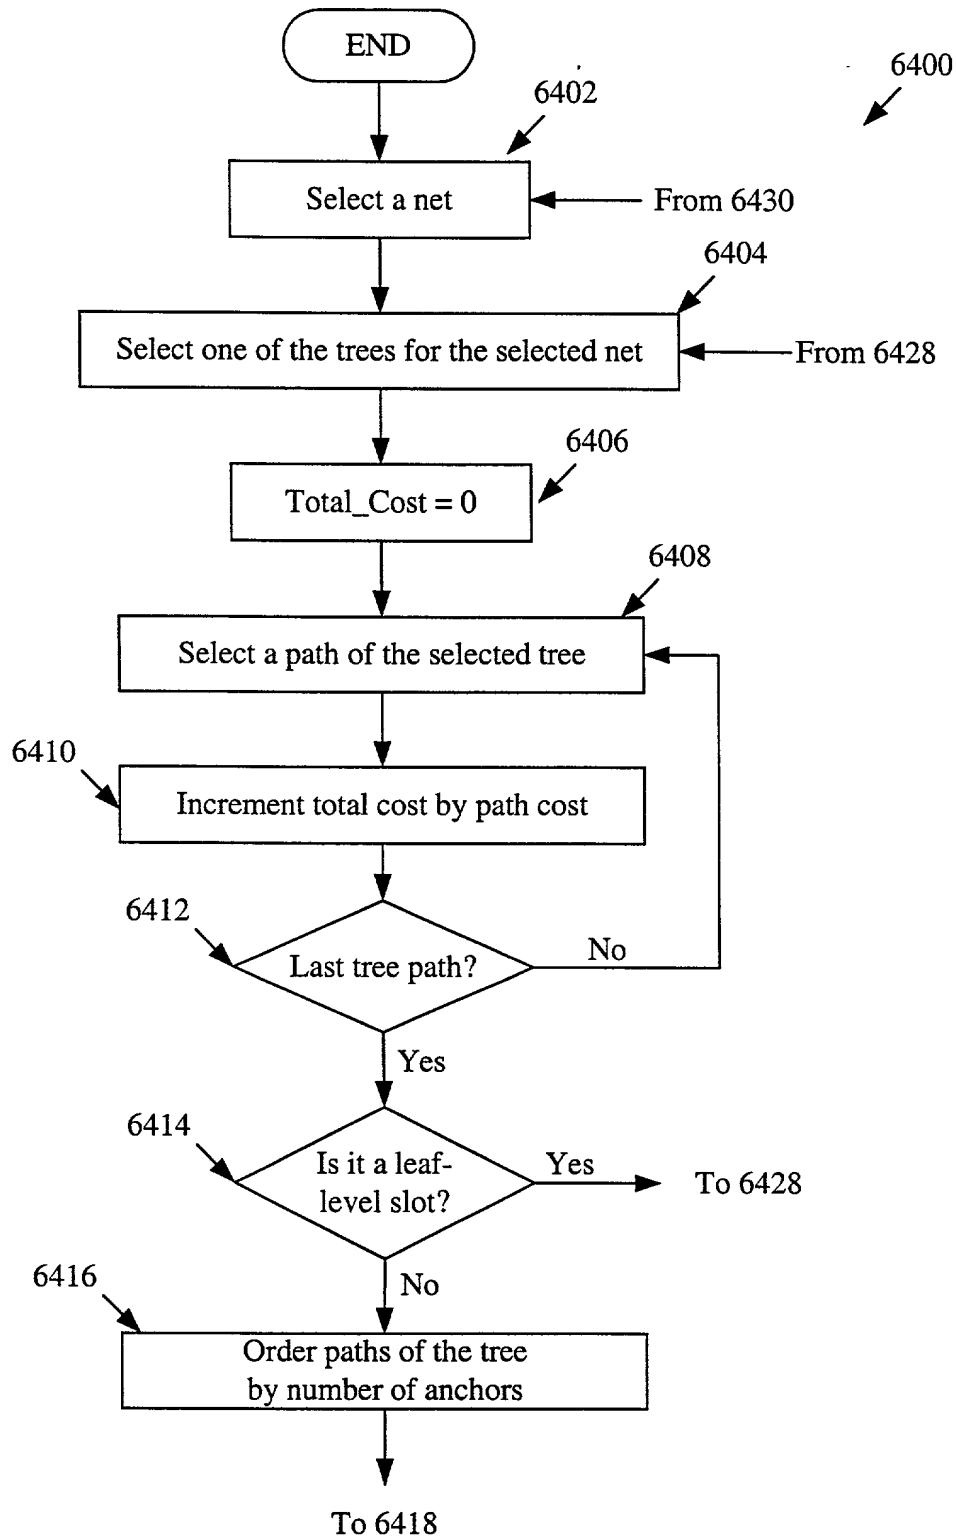 END
6400
6402
Select a net
From 6430
6404
Select one of the trees for the selected net
From 6428
6406
Total_Cost = 0
6408
Select a path of the selected tree
6410
Increment total cost by path cost
6412
Last tree path?
No
Yes
6414
Is it a leaf-
level slot?
Yes
To 6428
No
6416
Order paths of the tree
by number of anchors
To 6418